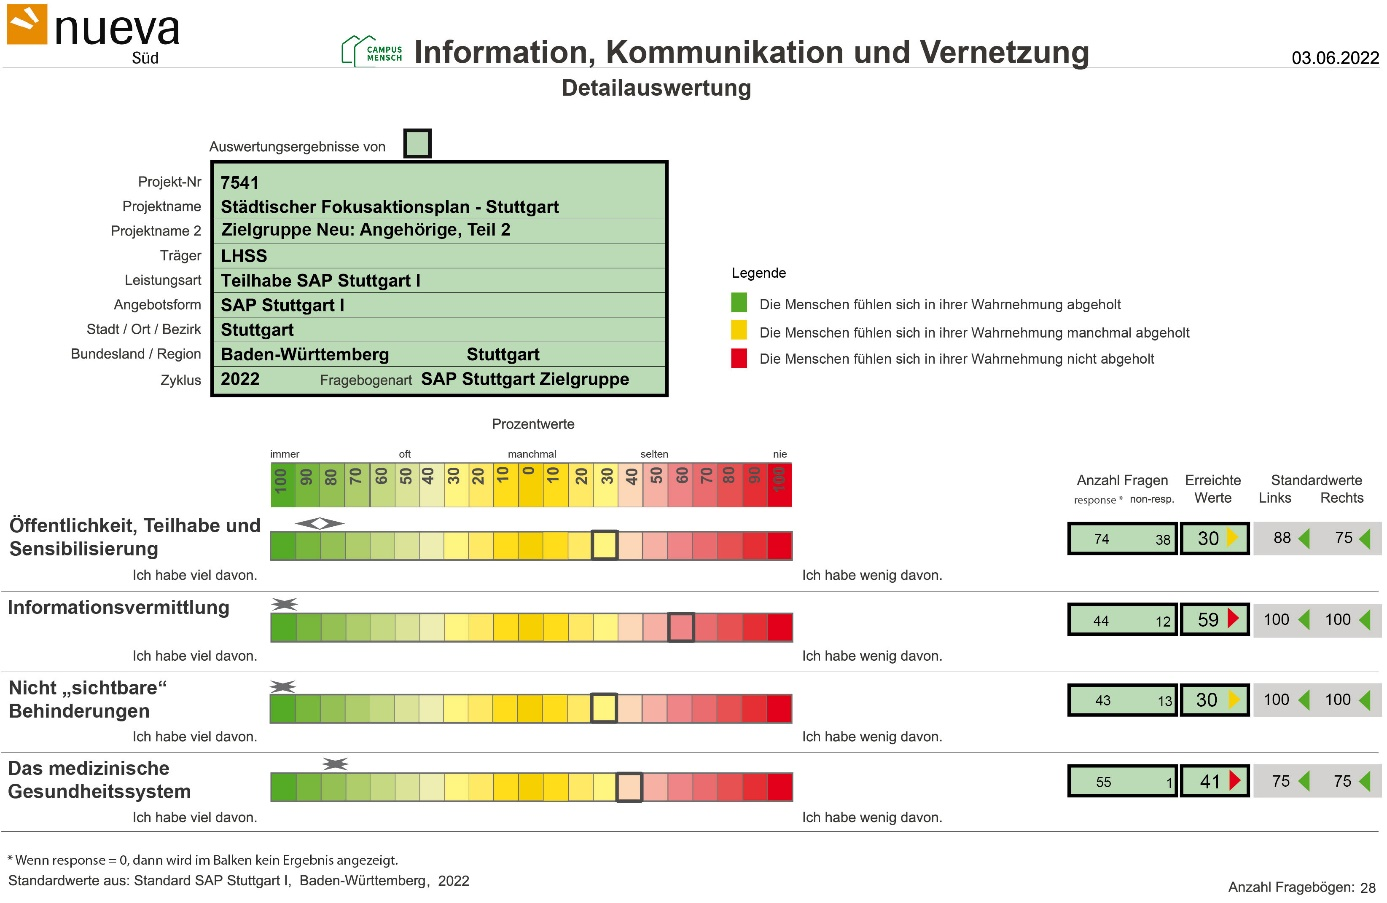 nueva
Süd
CAMPUS
MENSCH
Information, Kommunikation und Vernetzung
03.06.2022
Detailauswertung
Auswertungsergebnisse von
Projekt-Nr 7541
Projektname Städtischer Fokusaktionsplan - Stuttgart
Projektname 2 Zielgruppe Neu: Angehörige, Teil 2
Träger LHSS
Leistungsart Teilhabe SAP Stuttgart I
Angebotsform SAP Stuttgart I
Stadt / Ort / Bezirk Stuttgart
Bundesland / Region Baden-Württemberg Stuttgart
Zyklus 2022 Fragebogenart SAP Stuttgart Zielgruppe
Legende
Die Menschen fühlen sich in ihrer Wahrnehmung abgeholt
Die Menschen fühlen sich in ihrer Wahrnehmung manchmal abgeholt
Die Menschen fühlen sich in ihrer Wahrnehmung nicht abgeholt
Prozentwerte
immer oft manchmal selten nie
100 90 80 70 60 50 40 30 20 10 0 10 20 30 40 50 60 70 80 90 100
Anzahl Fragen Erreichte Standardwerte
response * non-resp. Werte Links Rechts
Öffentlichkeit, Teilhabe und
Sensibilisierung
74 38 30 88 75
Ich habe viel davon. Ich habe wenig davon.
Informationsvermittlung
44 12 59 100 100
Ich habe viel davon. Ich habe wenig davon.
Nicht „sichtbare“
Behinderungen
43 13 30 100 100
Ich habe viel davon. Ich habe wenig davon.
Das medizinische
Gesundheitssystem
55 1 41 75 75
Ich habe viel davon. Ich habe wenig davon.
* Wenn response = 0, dann wird im Balken kein Ergebnis angezeigt.
Standardwerte aus: Standard SAP Stuttgart I, Baden-Württemberg, 2022
Anzahl Fragebögen: 28